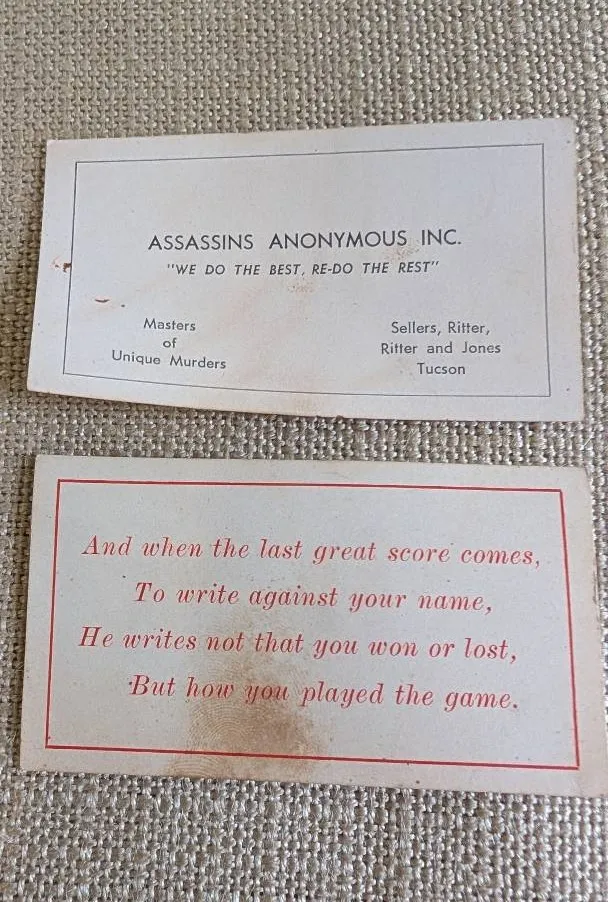 ASSASSINS ANONYMOUS INC.
"WE DO THE BEST, RE-DO THE REST"
Masters
of
Unique Murders
Sellers, Ritter,
Ritter and Jones
Tucson
And when the last great score comes,
To write against your name,
He writes not that you won or lost,
But how you played the game.